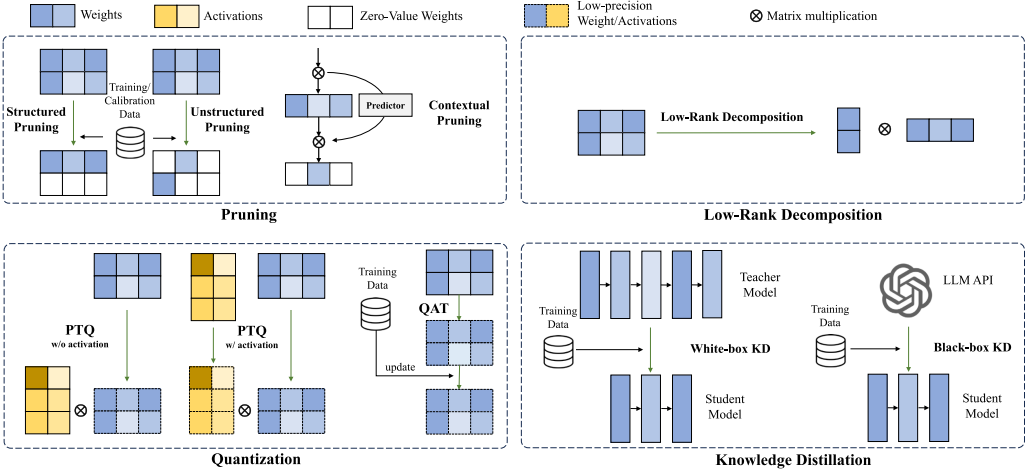 Weights
Activations
Zero-Value Weights
Low-precision
Weight/Activations
Matrix multiplication
Structured
Pruning
Training/
Calibration
Data
Unstructured
Pruning
Predictor
Contextual
Pruning
Pruning
Low-Rank Decomposition
Low-Rank Decomposition
PTQ
w/o activation
PTQ
w/ activation
Training
Data
QAT
update
Quantization
Teacher
Model
Training
Data
White-box KD
Student
Model
LLM API
Training
Data
Black-box KD
Student
Model
Knowledge Distillation